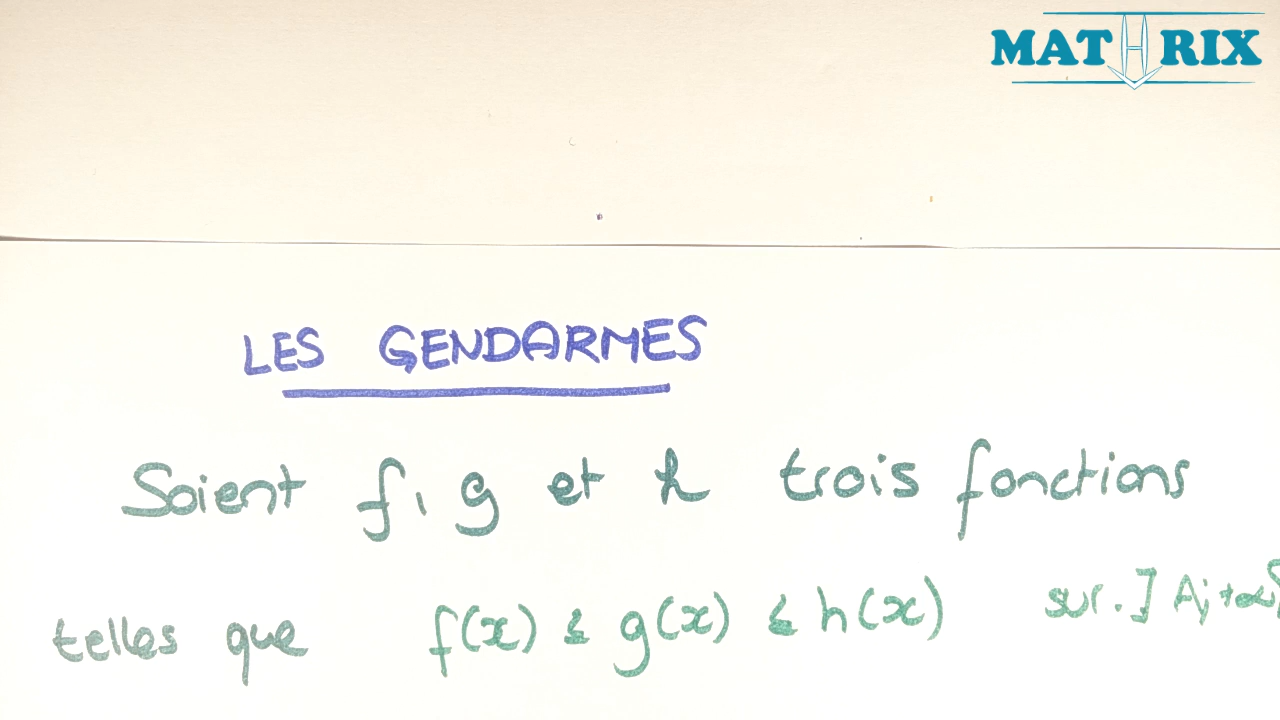 MATHRIX
LES GENDARMES
Soient f, g et h trois fonctions
telles que f(x) ≤ g(x) ≤ h(x) sur ]A;+∞[